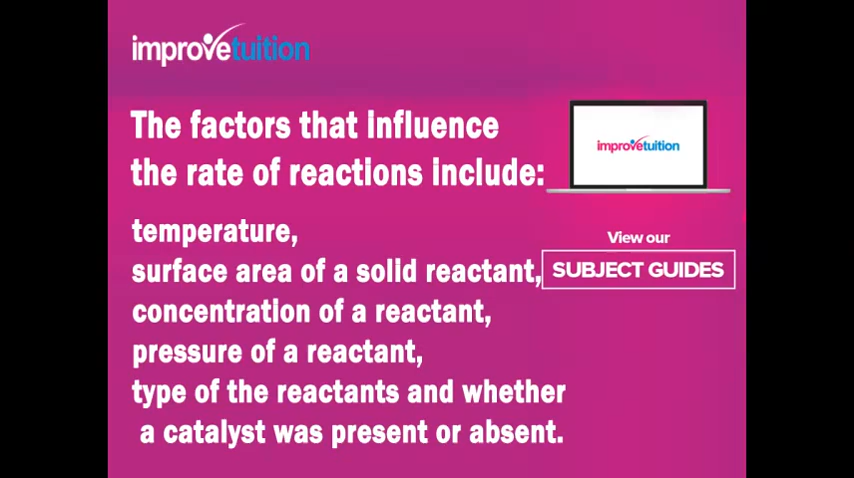 improvetuition
The factors that influence
the rate of reactions include:
improvetuition
temperature,
View our
surface area of a solid reactant,
SUBJECT GUIDES
concentration of a reactant,
pressure of a reactant,
type of the reactants and whether
a catalyst was present or absent.